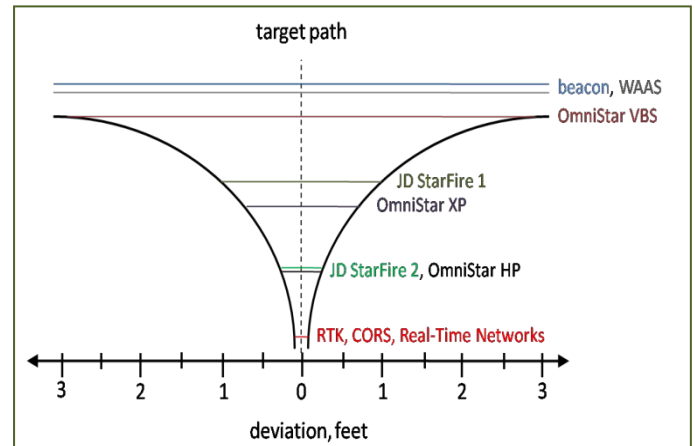 target path
beacon, WAAS
OmniStar VBS
JD StarFire 1
OmniStar XP
JD StarFire 2, OmniStar HP
RTK, CORS, Real-Time Networks
3 2 1 0 1 2 3
deviation, feet